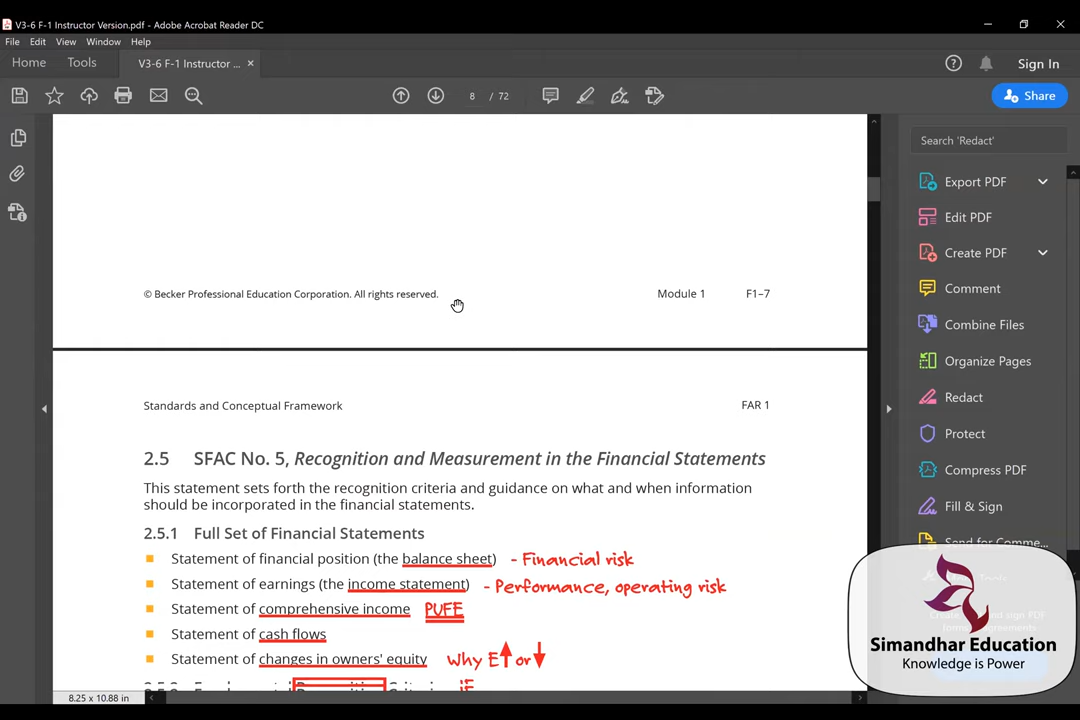 V3-6 F-1 Instructor Version.pdf - Adobe Acrobat Reader DC
File Edit View Window Help
Home Tools V3-6 F-1 Instructor ... × Sign In
8 / 72 Share
Search 'Redact'
Export PDF
Edit PDF
Create PDF
Comment
Combine Files
Organize Pages
Redact
Protect
Compress PDF
Fill & Sign
Send for Comme...
© Becker Professional Education Corporation. All rights reserved. Module 1 F1–7
Standards and Conceptual Framework FAR 1
2.5 SFAC No. 5, Recognition and Measurement in the Financial Statements
This statement sets forth the recognition criteria and guidance on what and when information
should be incorporated in the financial statements.
2.5.1 Full Set of Financial Statements
Statement of financial position (the balance sheet) - Financial risk
Statement of earnings (the income statement) - Performance, operating risk
Statement of comprehensive income PUFE
Statement of cash flows
Statement of changes in owners' equity Why E↑ or↓
8.25 x 10.88 in
Simandhar Education
Knowledge is Power